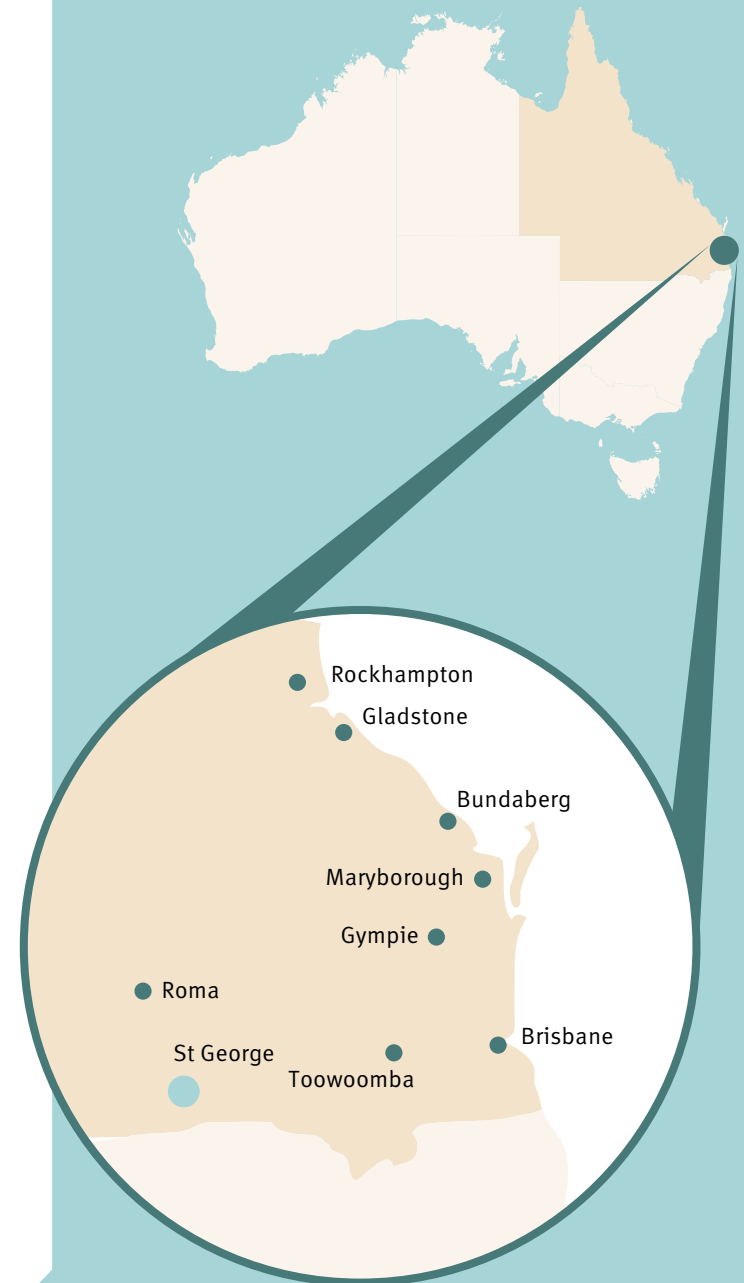 Rockhampton
Gladstone
Bundaberg
Maryborough
Gympie
Roma
Brisbane
St George
Toowoomba